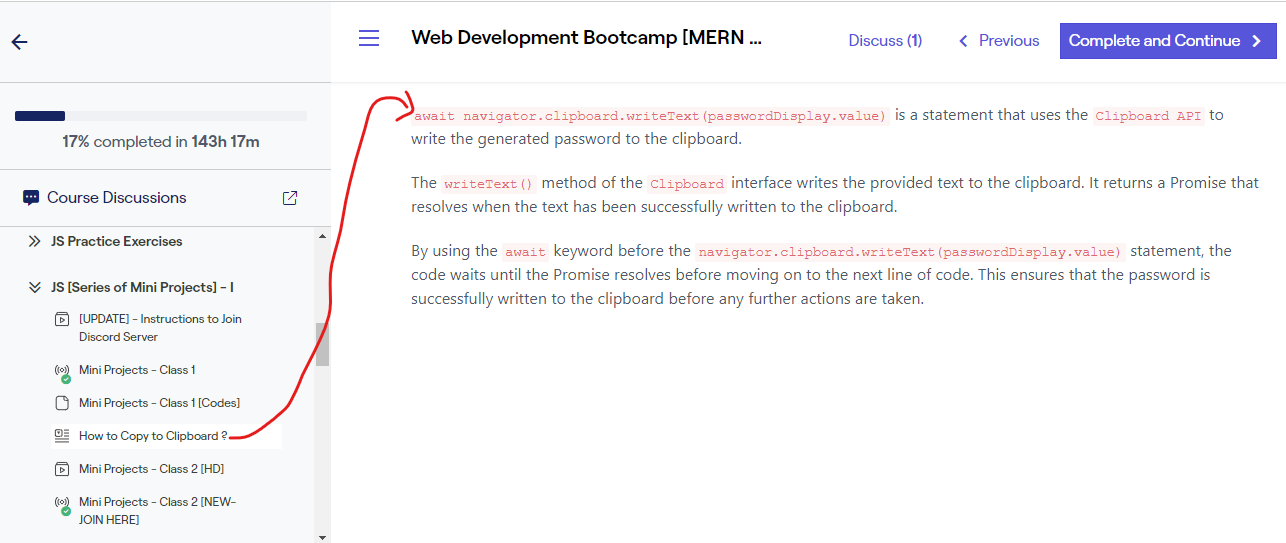 Web Development Bootcamp [MERN ...
Discuss (1)
Previous
Complete and Continue
17% completed in 143h 17m
Course Discussions
JS Practice Exercises
JS [Series of Mini Projects] - I
[UPDATE] - Instructions to Join
Discord Server
Mini Projects - Class 1
Mini Projects - Class 1 [Codes]
How to Copy to Clipboard ?
Mini Projects - Class 2 [HD]
Mini Projects - Class 2 [NEW-
JOIN HERE]
await navigator.clipboard.writeText(passwordDisplay.value) is a statement that uses the Clipboard API to
write the generated password to the clipboard.
The writeText() method of the Clipboard interface writes the provided text to the clipboard. It returns a Promise that
resolves when the text has been successfully written to the clipboard.
By using the await keyword before the navigator.clipboard.writeText(passwordDisplay.value) statement, the
code waits until the Promise resolves before moving on to the next line of code. This ensures that the password is
successfully written to the clipboard before any further actions are taken.